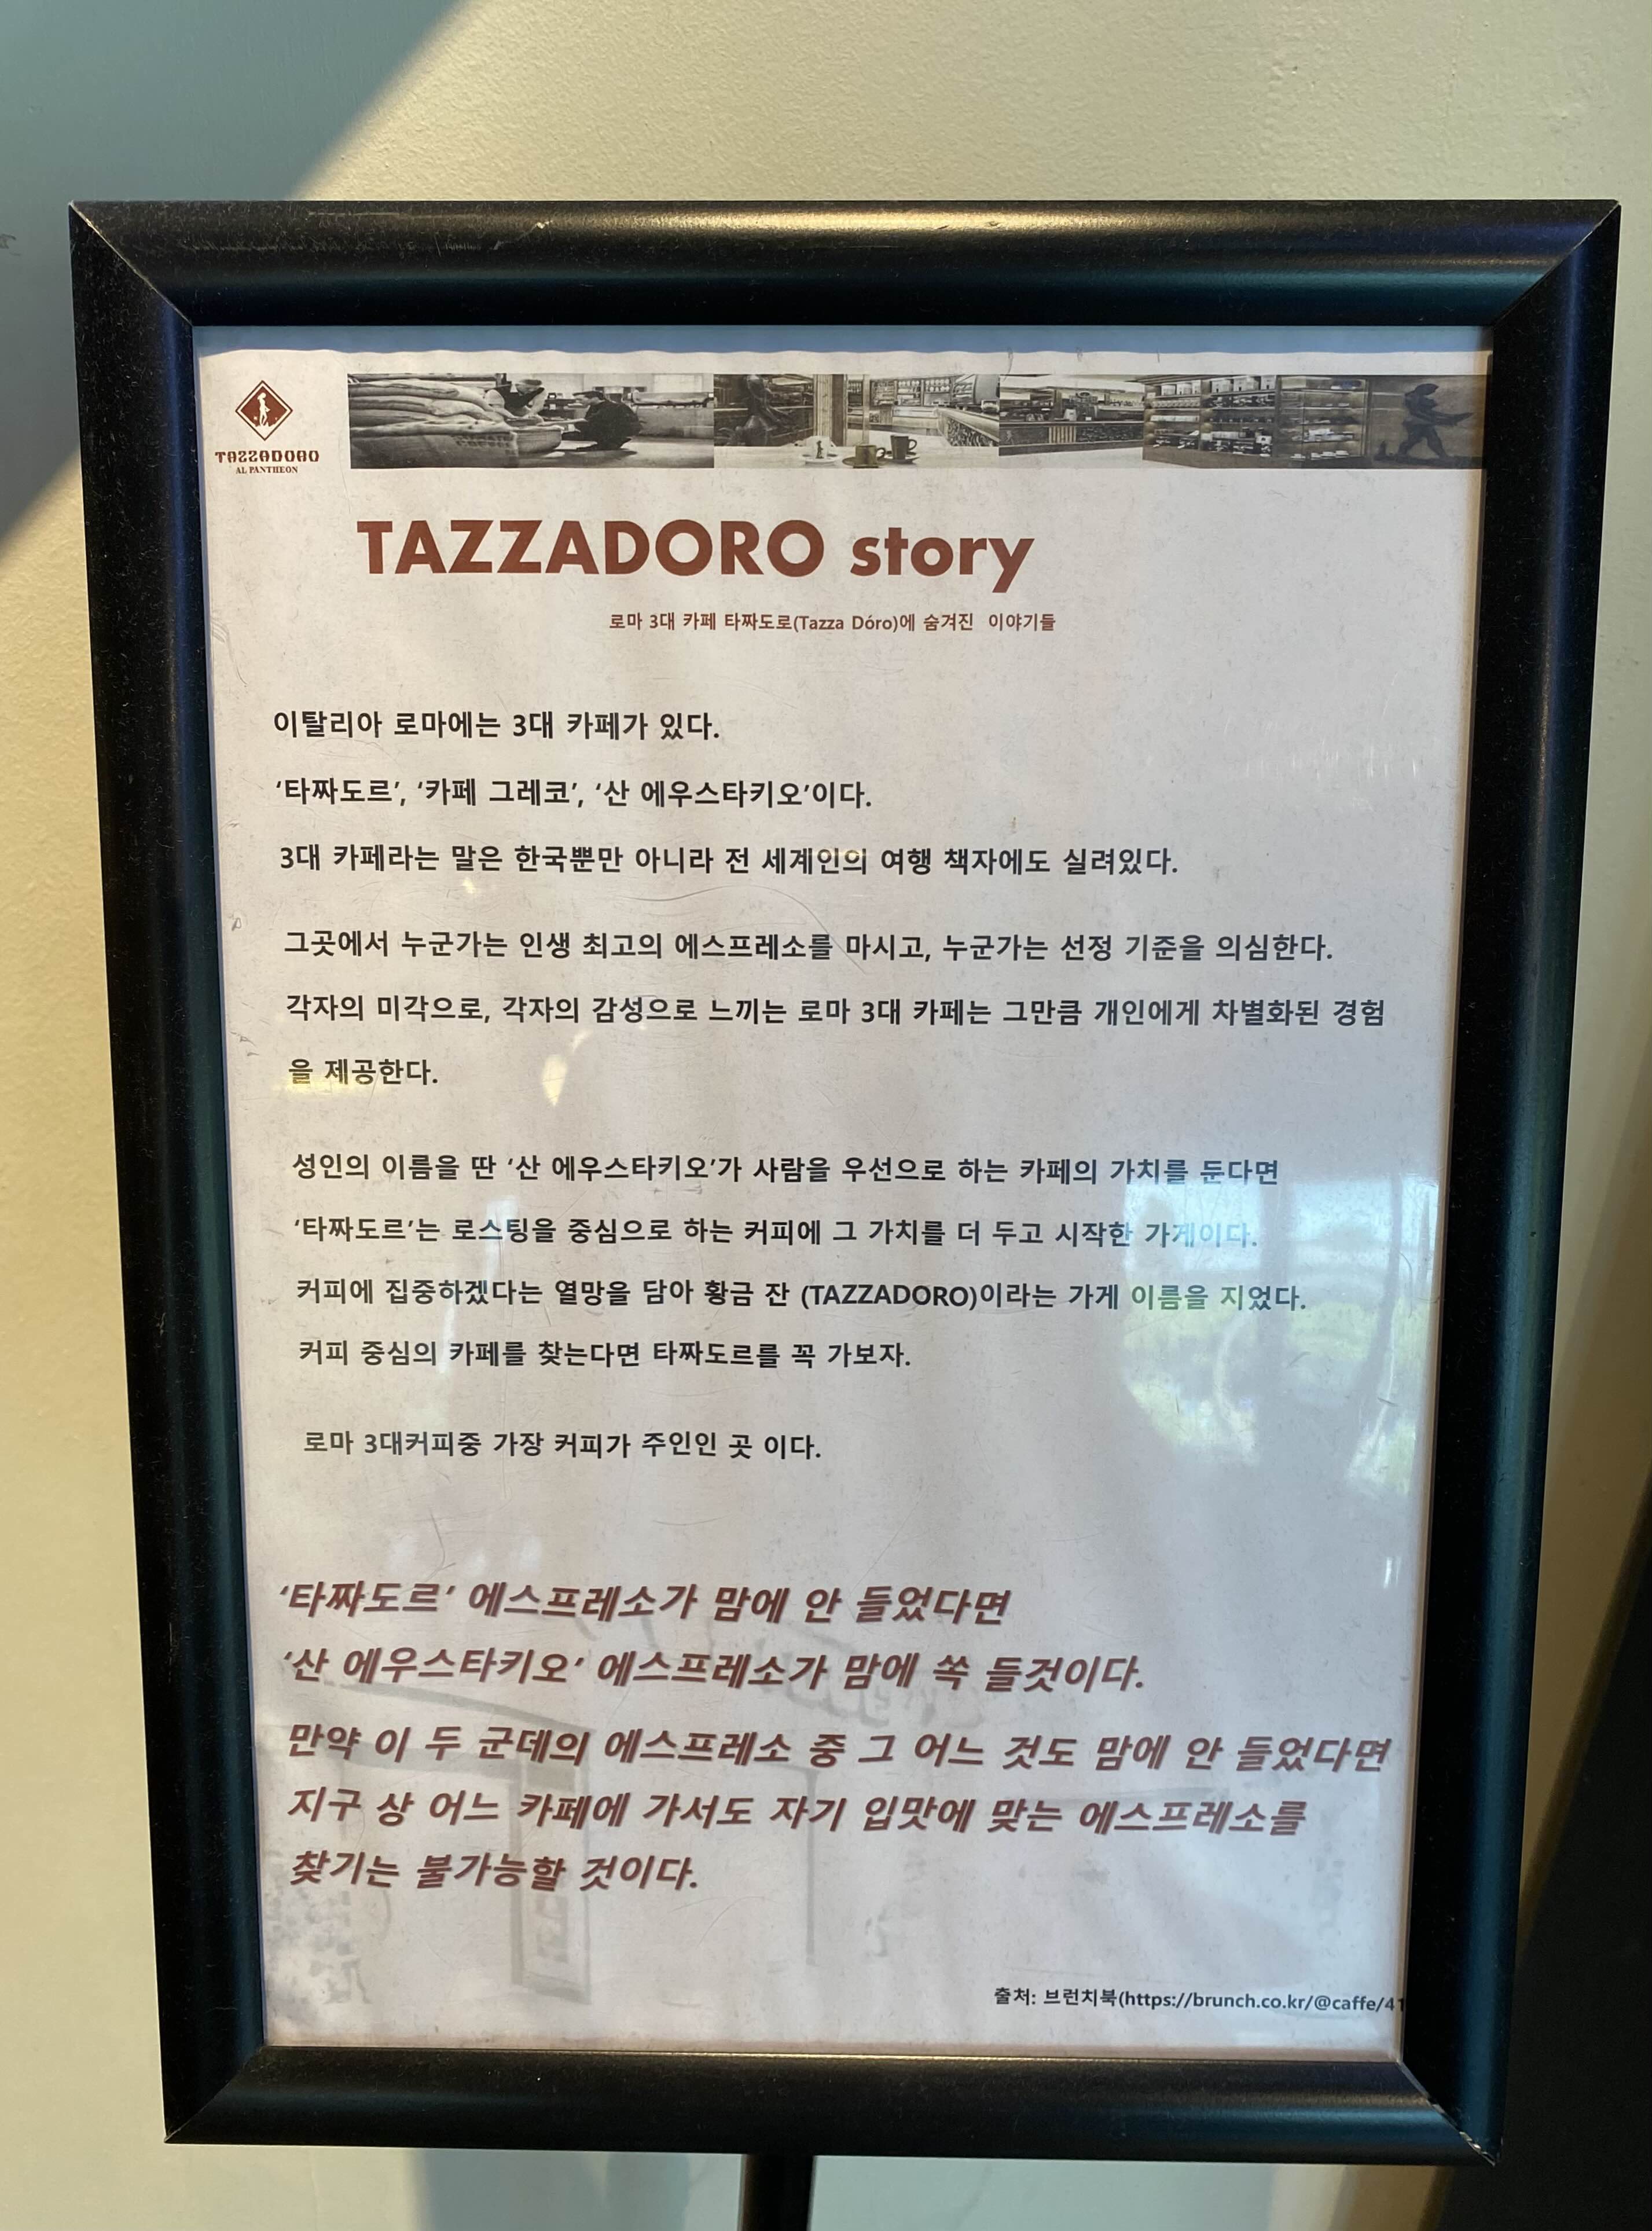 TAZZADORO
AL PANTHEON
TAZZADORO story
로마 3대 카페 타짜도로(Tazza Dóro)에 숨겨진 이야기들
이탈리아 로마에는 3대 카페가 있다.
‘타짜도르’, ‘카페 그레코’, ‘산 에우스타키오’이다.
3대 카페라는 말은 한국뿐만 아니라 전 세계인의 여행 책자에도 실려있다.
그곳에서 누군가는 인생 최고의 에스프레소를 마시고, 누군가는 선정 기준을 의심한다.
각자의 미각으로, 각자의 감성으로 느끼는 로마 3대 카페는 그만큼 개인에게 차별화된 경험
을 제공한다.
성인의 이름을 딴 ‘산 에우스타키오’가 사람을 우선으로 하는 카페의 가치를 둔다면
‘타짜도르’는 로스팅을 중심으로 하는 커피에 그 가치를 더 두고 시작한 가게이다.
커피에 집중하겠다는 열망을 담아 황금 잔 (TAZZADORO)이라는 가게 이름을 지었다.
커피 중심의 카페를 찾는다면 타짜도르를 꼭 가보자.
로마 3대커피중 가장 커피가 주인인 곳 이다.
‘타짜도르’ 에스프레소가 맘에 안 들었다면
‘산 에우스타키오’ 에스프레소가 맘에 쏙 들것이다.
만약 이 두 군데의 에스프레소 중 그 어느 것도 맘에 안 들었다면
지구 상 어느 카페에 가서도 자기 입맛에 맞는 에스프레소를
찾기는 불가능할 것이다.
출처: 브런치북(https://brunch.co.kr/@caffe/41